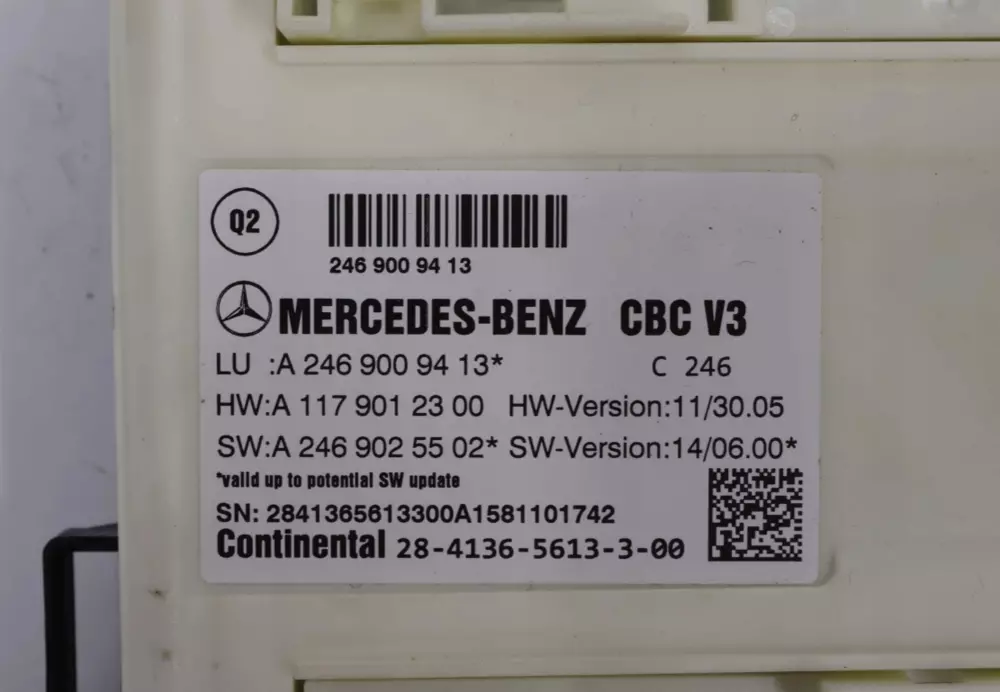 Q2
246 900 94 13
MERCEDES-BENZ CBC V3
LU :A 246 900 94 13* C 246
HW:A 117 901 23 00 HW-Version:11/30.05
SW:A 246 902 55 02* SW-Version:14/06.00*
*valid up to potential SW update
SN: 2841365613300A1581101742
Continental 28-4136-5613-3-00